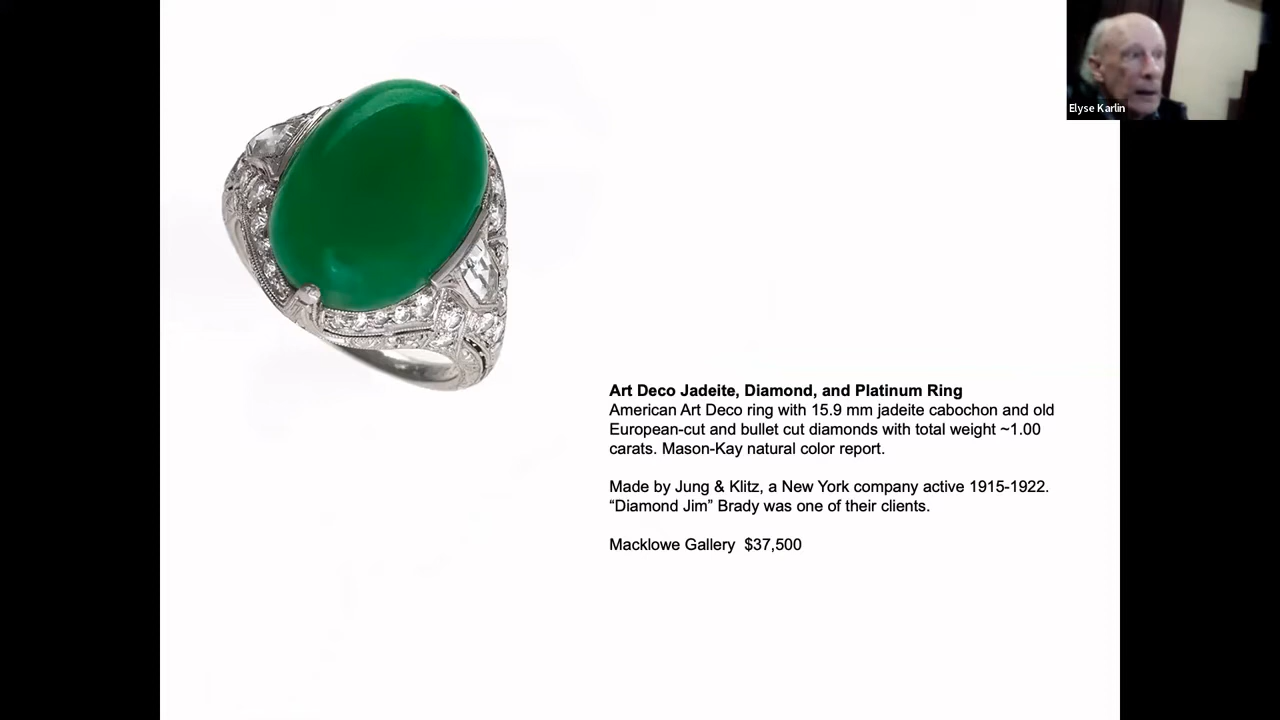 Elyse Karlin
Art Deco Jadeite, Diamond, and Platinum Ring
American Art Deco ring with 15.9 mm jadeite cabochon and old
European-cut and bullet cut diamonds with total weight ~1.00
carats. Mason-Kay natural color report.
Made by Jung & Klitz, a New York company active 1915-1922.
“Diamond Jim” Brady was one of their clients.
Macklowe Gallery  $37,500